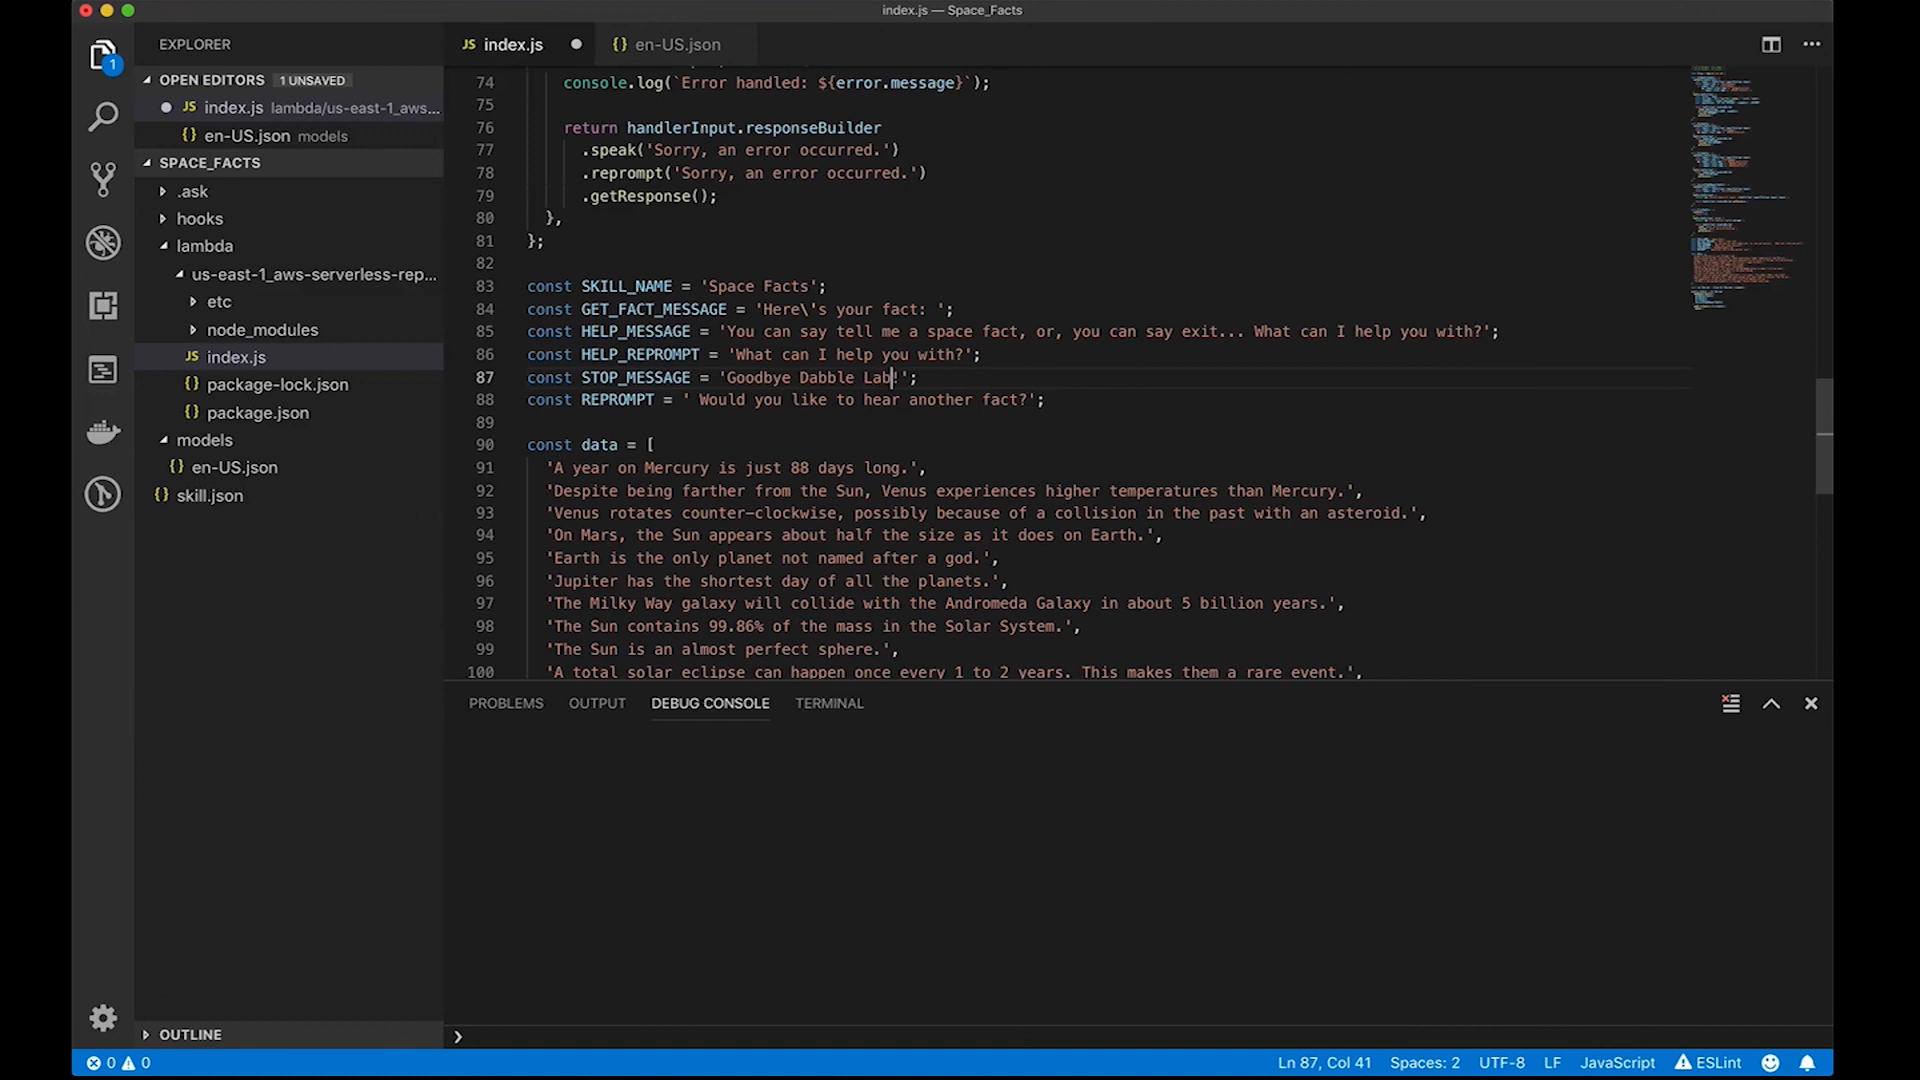 index.js — Space_Facts
EXPLORER
JS index.js
{} en-US.json
1
OPEN EDITORS 1 UNSAVED
JS index.js lambda/us-east-1_aws...
{} en-US.json models
SPACE_FACTS
.ask
hooks
lambda
us-east-1_aws-serverless-rep...
etc
node_modules
JS index.js
{} package-lock.json
{} package.json
models
{} en-US.json
{} skill.json
OUTLINE
74 console.log(`Error handled: ${error.message}`);
75
76 return handlerInput.responseBuilder
77 .speak('Sorry, an error occurred.')
78 .reprompt('Sorry, an error occurred.')
79 .getResponse();
80 },
81 };
82
83 const SKILL_NAME = 'Space Facts';
84 const GET_FACT_MESSAGE = 'Here\'s your fact: ';
85 const HELP_MESSAGE = 'You can say tell me a space fact, or, you can say exit... What can I help you with?';
86 const HELP_REPROMPT = 'What can I help you with?';
87 const STOP_MESSAGE = 'Goodbye Dabble Lab!';
88 const REPROMPT = ' Would you like to hear another fact?';
89
90 const data = [
91 'A year on Mercury is just 88 days long.',
92 'Despite being farther from the Sun, Venus experiences higher temperatures than Mercury.',
93 'Venus rotates counter-clockwise, possibly because of a collision in the past with an asteroid.',
94 'On Mars, the Sun appears about half the size as it does on Earth.',
95 'Earth is the only planet not named after a god.',
96 'Jupiter has the shortest day of all the planets.',
97 'The Milky Way galaxy will collide with the Andromeda Galaxy in about 5 billion years.',
98 'The Sun contains 99.86% of the mass in the Solar System.',
99 'The Sun is an almost perfect sphere.',
100 'A total solar eclipse can happen once every 1 to 2 years. This makes them a rare event.',
PROBLEMS OUTPUT DEBUG CONSOLE TERMINAL
0 0 Ln 87, Col 41 Spaces: 2 UTF-8 LF JavaScript ESLint